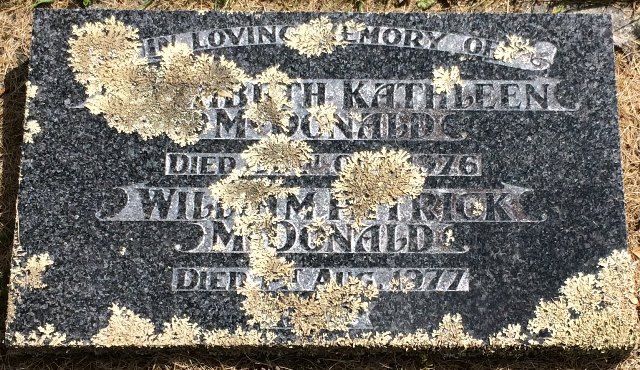 IN LOVING MEMORY OF
KATHLEEN
McDONALD
DIED 1976
WILLIAM PATRICK
McDONALD
DIED AUG. 1977